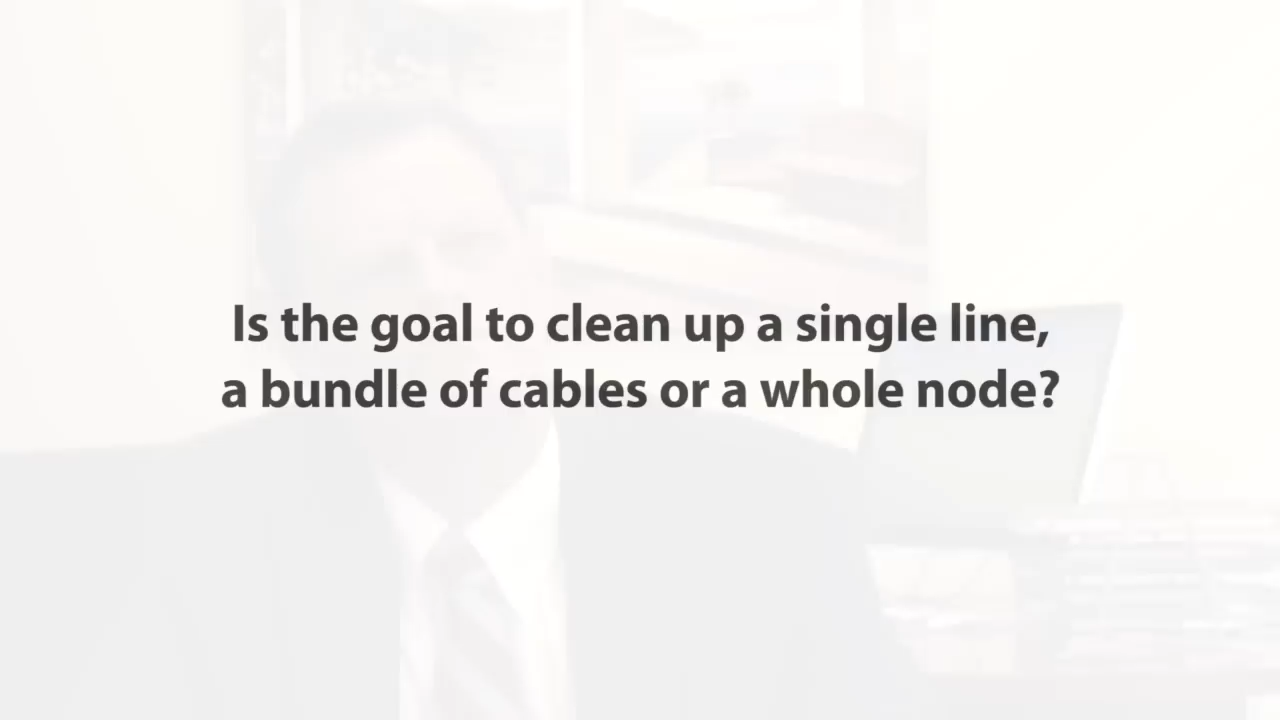 Is the goal to clean up a single line,
a bundle of cables or a whole node?